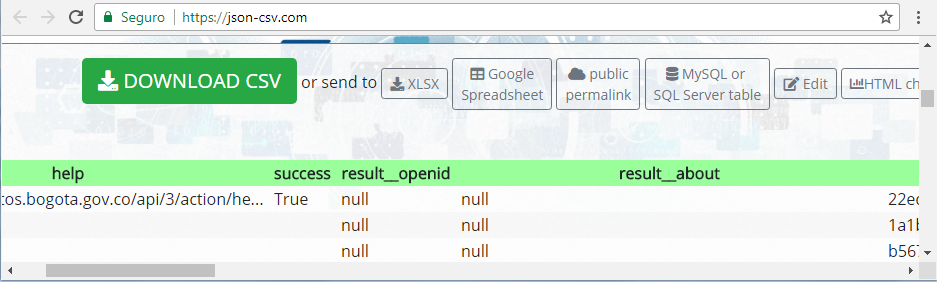 Seguro | https://json-csv.com
DOWNLOAD CSV or send to XLSX Google Spreadsheet public permalink MySQL or SQL Server table Edit HTML ch
help success result__openid result__about
tos.bogota.gov.co/api/3/action/he... True null null 22ec
null null 1a1b
null null b567